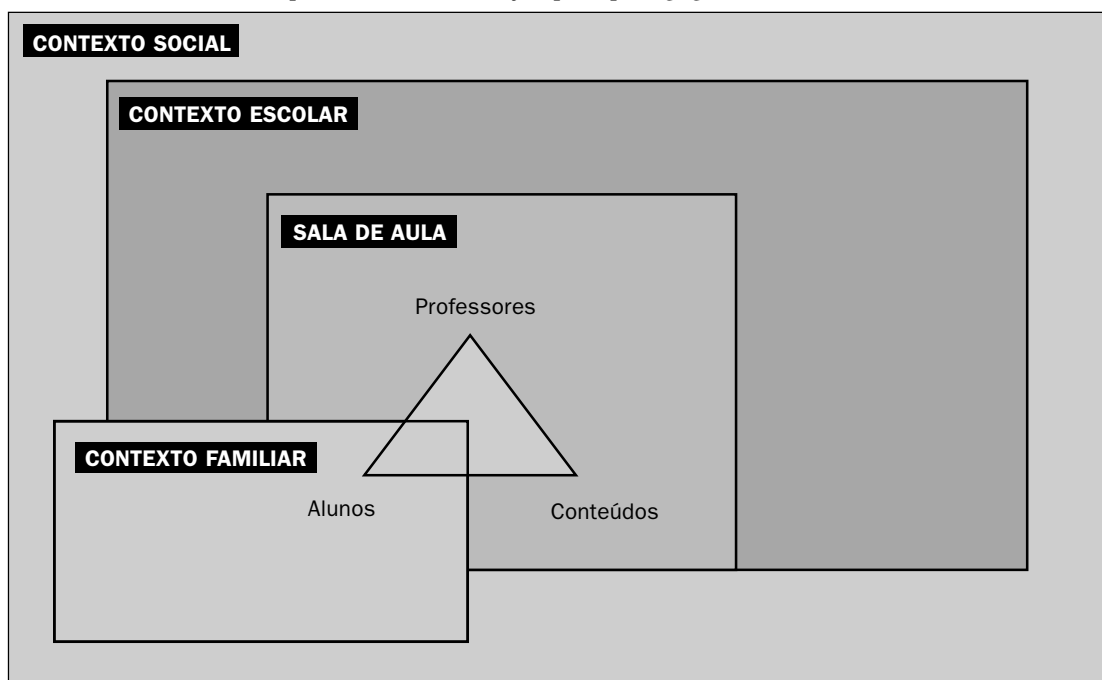 CONTEXTO SOCIAL
CONTEXTO ESCOLAR
SALA DE AULA
Professores
CONTEXTO FAMILIAR
Alunos
Conteúdos